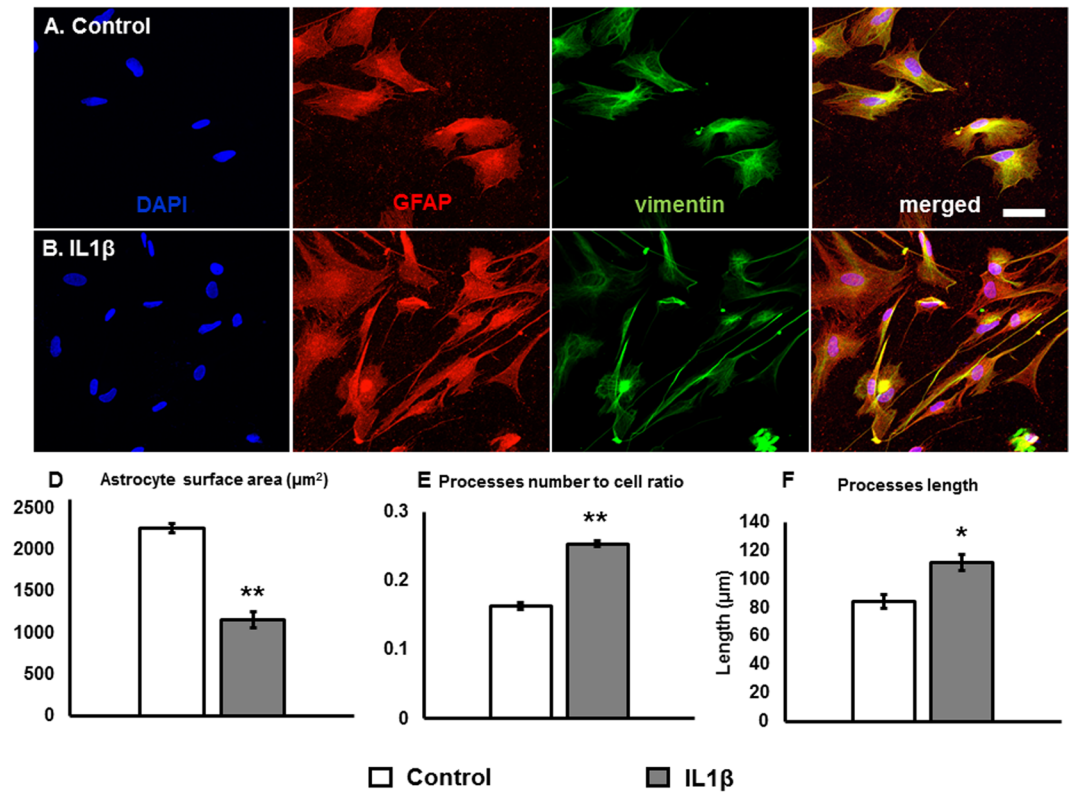 A. Control
DAPI
GFAP
vimentin
merged
B. IL1β
D Astrocyte surface area (µm²)
2500
2000
1500
1000
500
0
**
E Processes number to cell ratio
0.3
0.2
0.1
0
**
F Processes length
Length (µm)
140
120
100
80
60
40
20
0
*
Control
IL1β